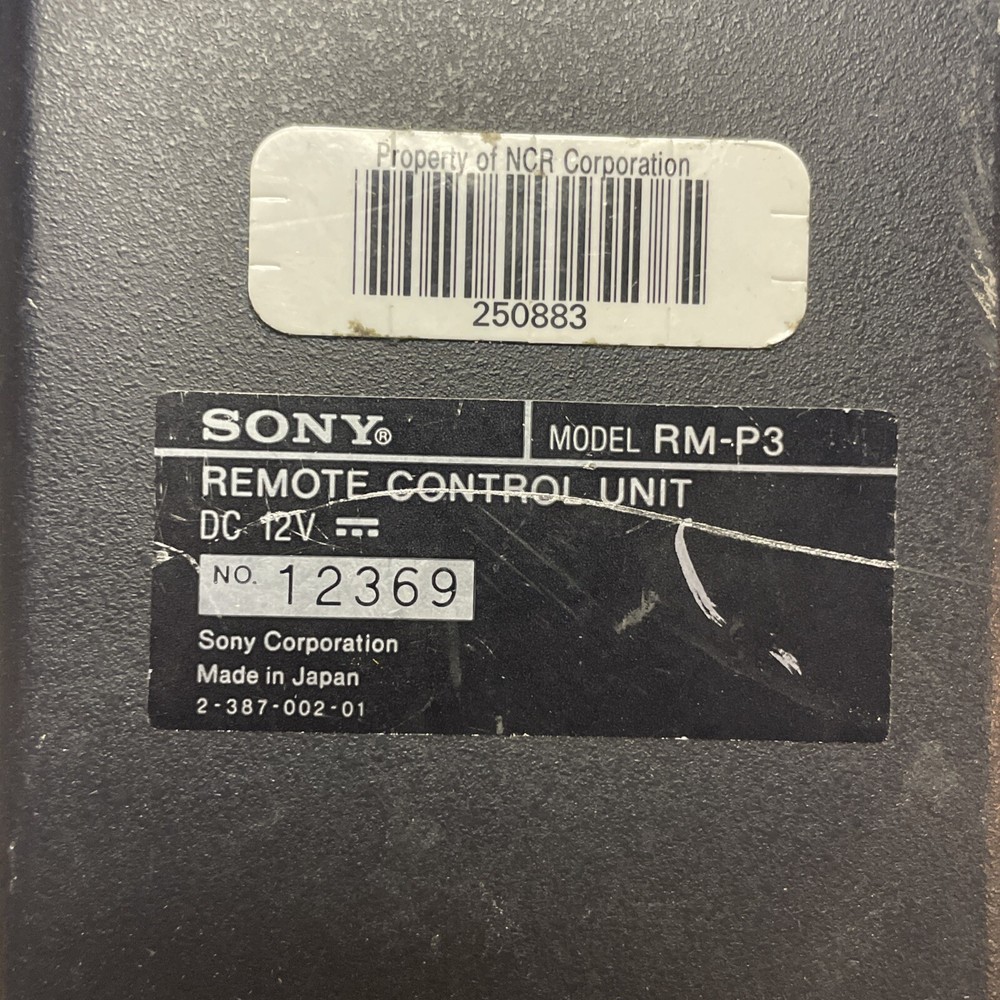 Property of NCR Corporation
250883
SONY® MODEL RM-P3
REMOTE CONTROL UNIT
DC 12V ⎓
NO. 12369
Sony Corporation
Made in Japan
2-387-002-01